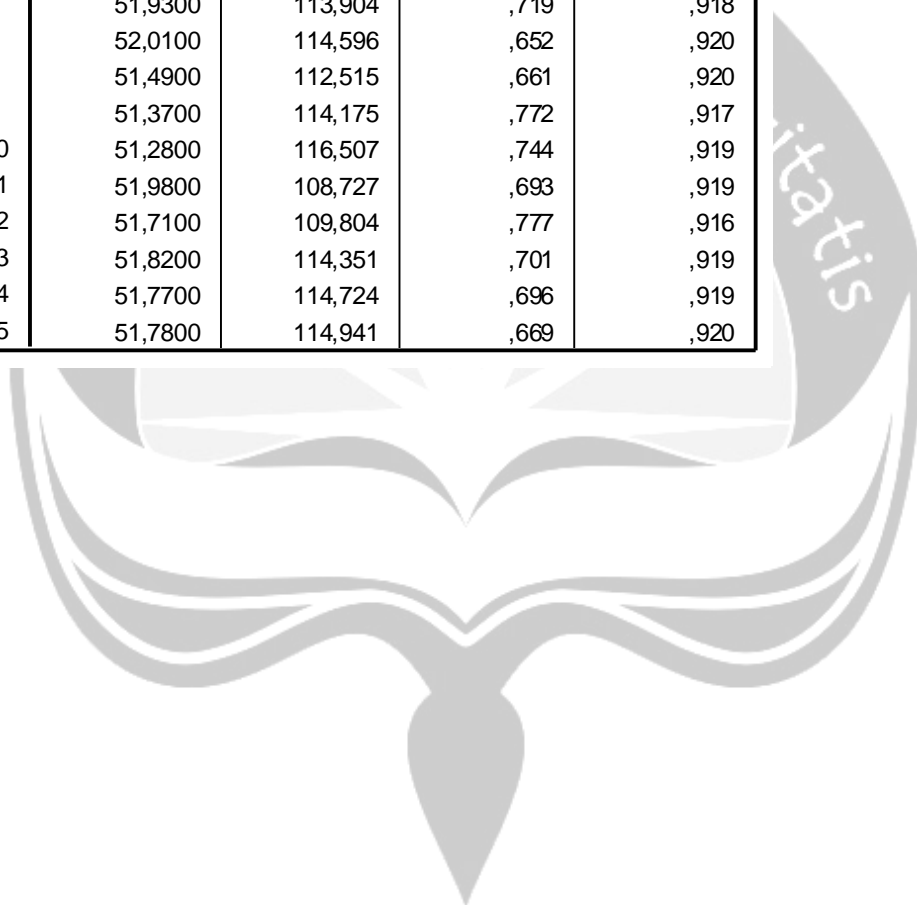 51,9300 113,904 ,719 ,918
52,0100 114,596 ,652 ,920
51,4900 112,515 ,661 ,920
51,3700 114,175 ,772 ,917
0 51,2800 116,507 ,744 ,919
1 51,9800 108,727 ,693 ,919
2 51,7100 109,804 ,777 ,916
3 51,8200 114,351 ,701 ,919
4 51,7700 114,724 ,696 ,919
5 51,7800 114,941 ,669 ,920
itatis